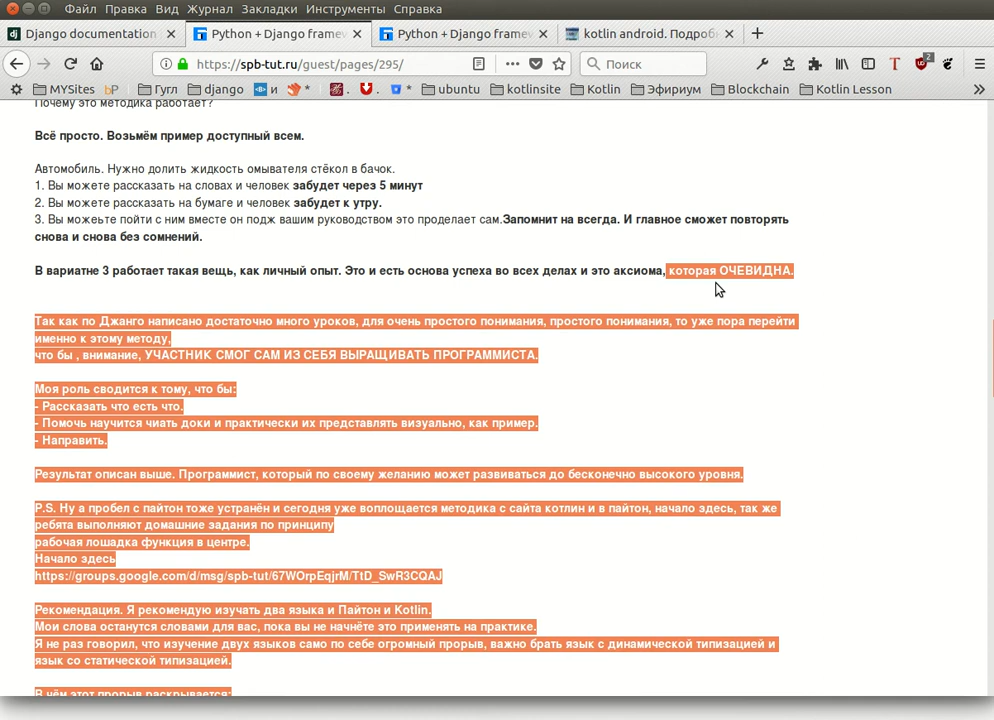 Файл Правка Вид Журнал Закладки Инструменты Справка
Django documentation
Python + Django framew
Python + Django framew
kotlin android. Подроб
https://spb-tut.ru/guest/pages/295/
Поиск
2
MYSites bP Гугл django и * . * ubuntu kotlinsite Kotlin Эфириум Blockchain Kotlin Lesson
Почему это методика работает?
Всё просто. Возьмём пример доступный всем.
Автомобиль. Нужно долить жидкость омывателя стёкол в бачок.
1. Вы можете рассказать на словах и человек забудет через 5 минут
2. Вы можете рассказать на бумаге и человек забудет к утру.
3. Вы можеьте пойти с ним вместе он подж вашим руководством это проделает сам.Запомнит на всегда. И главное сможет повторять
снова и снова без сомнений.
В вариатне 3 работает такая вещь, как личный опыт. Это и есть основа успеха во всех делах и это аксиома, которая ОЧЕВИДНА.
Так как по Джанго написано достаточно много уроков, для очень простого понимания, простого понимания, то уже пора перейти
именно к этому методу,
что бы , внимание, УЧАСТНИК СМОГ САМ ИЗ СЕБЯ ВЫРАЩИВАТЬ ПРОГРАММИСТА.
Моя роль сводится к тому, что бы:
- Рассказать что есть что.
- Помочь научится чиать доки и практически их представлять визуально, как пример.
- Направить.
Результат описан выше. Программист, который по своему желанию может развиваться до бесконечно высокого уровня.
P.S. Ну а пробел с пайтон тоже устранён и сегодня уже воплощается методика с сайта котлин и в пайтон, начало здесь, так же
ребята выполняют домашние задания по принципу
рабочая лошадка функция в центре.
Начало здесь
https://groups.google.com/d/msg/spb-tut/67WOrpEqjrM/TtD_SwR3CQAJ
Рекомендация. Я рекомендую изучать два языка и Пайтон и Kotlin.
Мои слова останутся словами для вас, пока вы не начнёте это применять на практике.
Я не раз говорил, что изучение двух языков само по себе огромный прорыв, важно брать язык с динамической типизацией и
язык со статической типизацией.
В чём этот прорыв раскрывается: